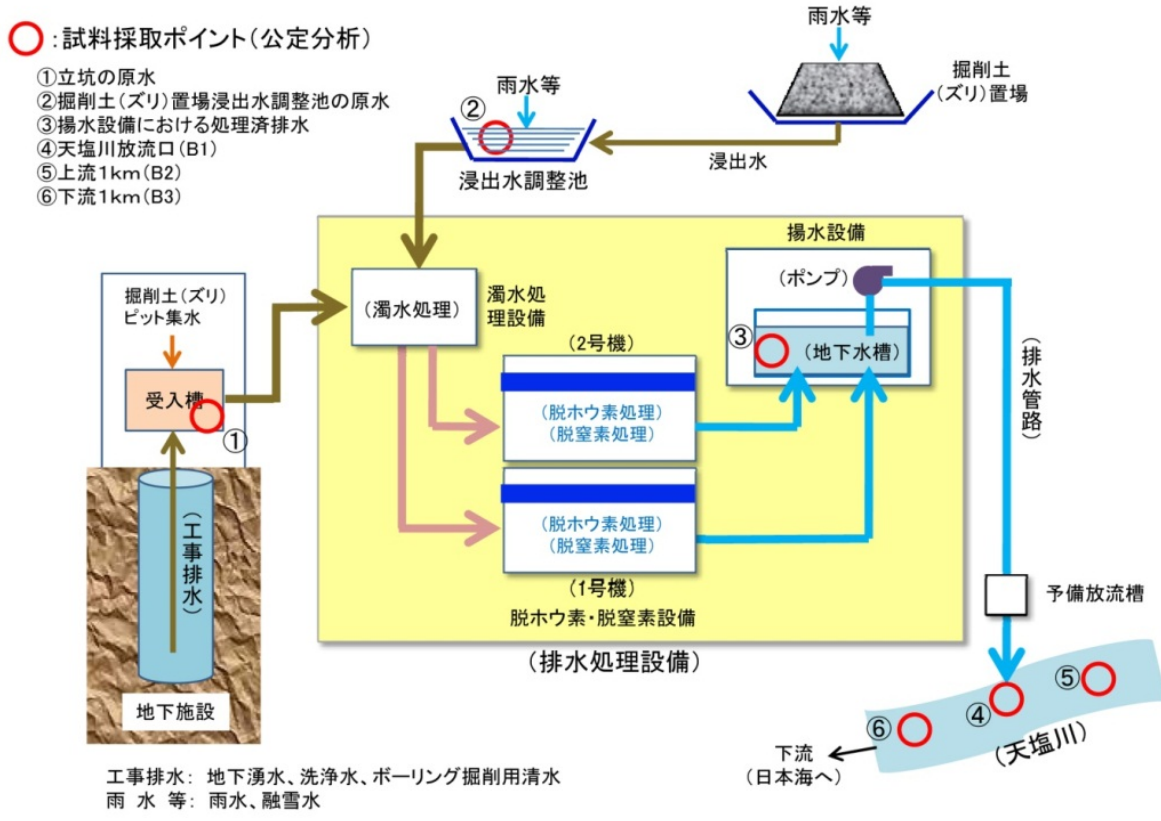 ○:試料採取ポイント(公定分析)
①立坑の原水
②掘削土(ズリ)置場浸出水調整池の原水
③揚水設備における処理済排水
④天塩川放流口(B1)
⑤上流1km(B2)
⑥下流1km(B3)
雨水等
掘削土
(ズリ)置場
雨水等
②
浸出水
浸出水調整池
揚水設備
(ポンプ)
③
(地下水槽)
(濁水処理)
濁水処
理設備
掘削土(ズリ)
ピット集水
受入槽
①
(工事排水)
地下施設
(2号機)
(脱ホウ素処理)
(脱窒素処理)
(脱ホウ素処理)
(脱窒素処理)
(1号機)
脱ホウ素・脱窒素設備
(排水処理設備)
(排水管路)
予備放流槽
⑤
④
⑥
(天塩川)
下流
(日本海へ)
工事排水: 地下湧水、洗浄水、ボーリング掘削用清水
雨 水 等: 雨水、融雪水